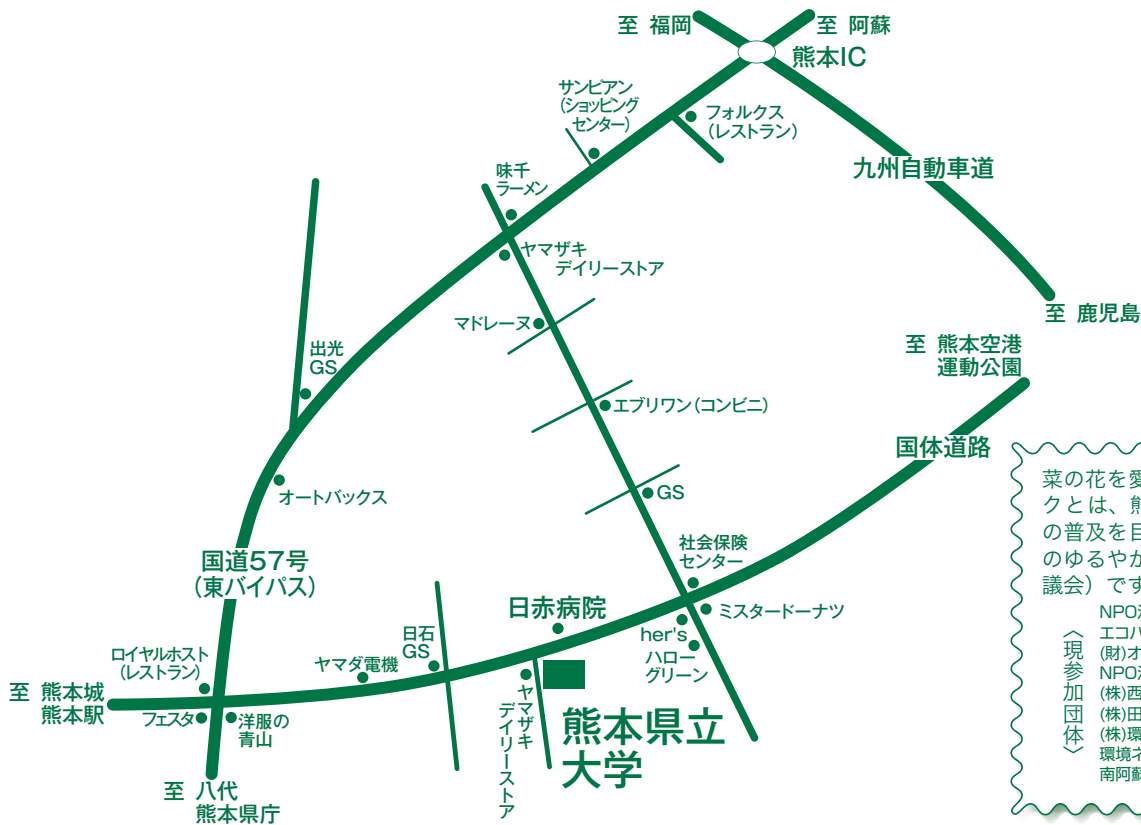 至 福岡
至 阿蘇
熊本IC
サンピアン
(ショッピング
センター)
フォルクス
(レストラン)
九州自動車道
味千
ラーメン
ヤマザキ
デイリーストア
至 鹿児島
マドレーヌ
至 熊本空港
運動公園
出光
GS
エブリワン(コンビニ)
国体道路
オートバックス
GS
国道57号
(東バイパス)
社会保険
センター
日赤病院
ミスタードーナツ
her's
ハロー
グリーン
日石
GS
ヤマダ電機
ロイヤルホスト
(レストラン)
至 熊本城
熊本駅
フェスタ
洋服の
青山
ヤマザキ
デイリーストア
熊本県立
大学
至 八代
熊本県庁
菜の花を愛
クとは、熊
の普及を目
のゆるやか
議会)です
〈現参加団体〉
NPO法
エコパ
(財)オ
NPO法
(株)西
(株)田
(株)環
環境ネ
南阿蘇